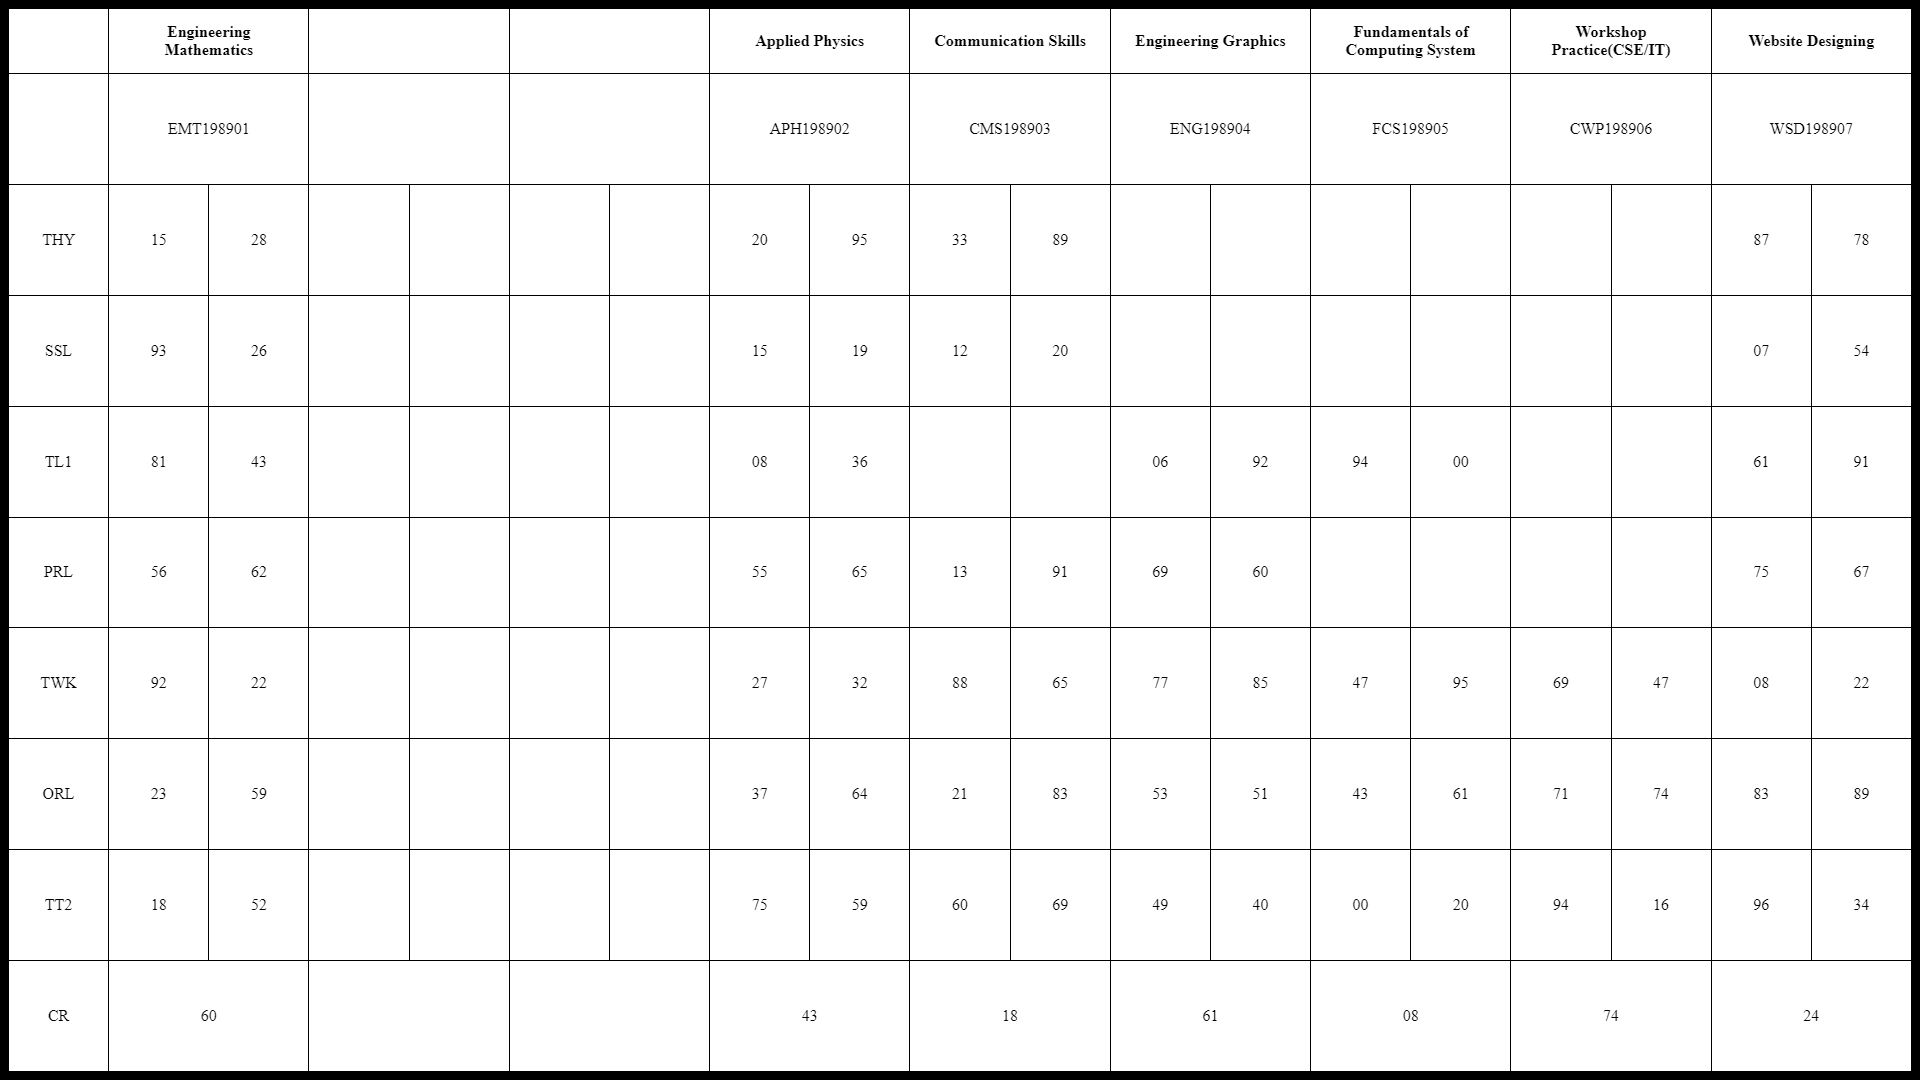 Engineering Mathematics Applied Physics Communication Skills Engineering Graphics Fundamentals of Computing System Workshop Practice(CSE/IT) Website Designing
EMT198901 APH198902 CMS198903 ENG198904 FCS198905 CWP198906 WSD198907
THY 15 28 20 95 33 89 87 78
SSL 93 26 15 19 12 20 07 54
TL1 81 43 08 36 06 92 94 00 61 91
PRL 56 62 55 65 13 91 69 60 75 67
TWK 92 22 27 32 88 65 77 85 47 95 69 47 08 22
ORL 23 59 37 64 21 83 53 51 43 61 71 74 83 89
TT2 18 52 75 59 60 69 49 40 00 20 94 16 96 34
CR 60 43 18 61 08 74 24